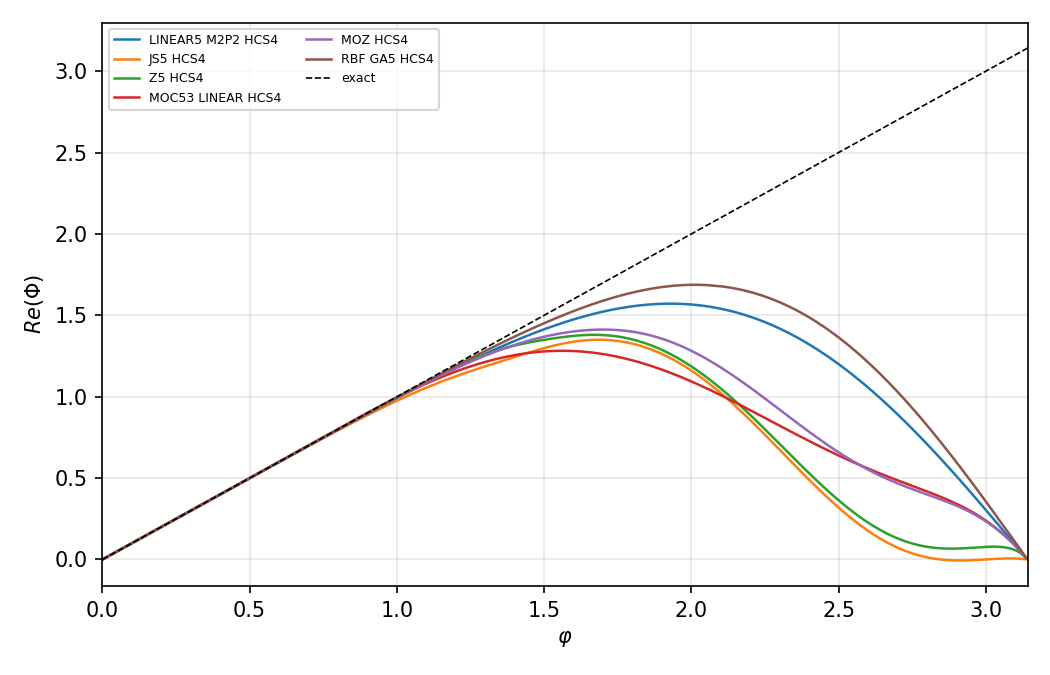 LINEAR5 M2P2 HCS4
JS5 HCS4
Z5 HCS4
MOC53 LINEAR HCS4
MOZ HCS4
RBF GA5 HCS4
exact
Re(Φ)
3.0
2.5
2.0
1.5
1.0
0.5
0.0
0.0 0.5 1.0 1.5 2.0 2.5 3.0
φ